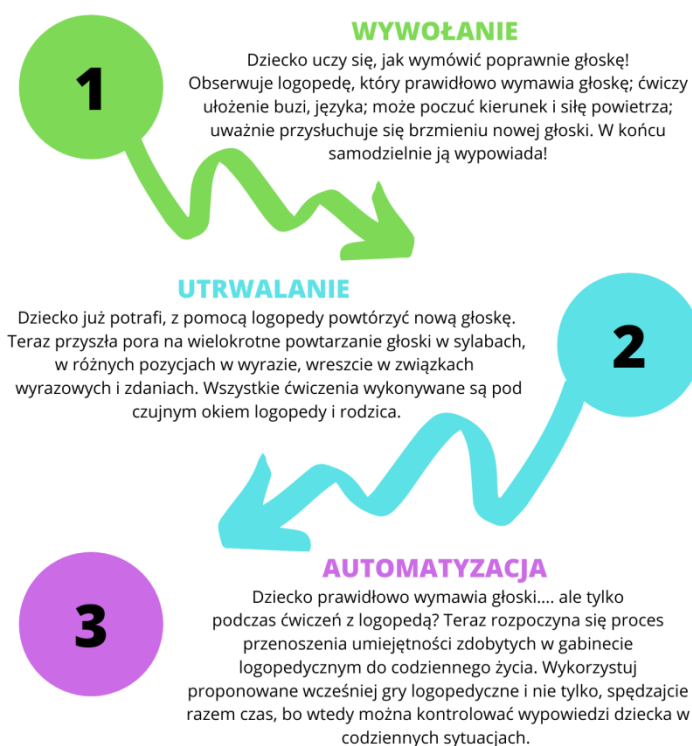 1
WYWOŁANIE
Dziecko uczy się, jak wymówić poprawnie głoskę!
Obserwuje logopedę, który prawidłowo wymawia głoskę; ćwiczy
ułożenie buzi, języka; może poczuć kierunek i siłę powietrza;
uważnie przysłuchuje się brzmieniu nowej głoski. W końcu
samodzielnie ją wypowiada!
UTRWALANIE
Dziecko już potrafi, z pomocą logopedy powtórzyć nową głoskę.
Teraz przyszła pora na wielokrotne powtarzanie głoski w sylabach,
w różnych pozycjach w wyrazie, wreszcie w związkach
wyrazowych i zdaniach. Wszystkie ćwiczenia wykonywane są pod
czujnym okiem logopedy i rodzica.
2
3
AUTOMATYZACJA
Dziecko prawidłowo wymawia głoski.... ale tylko
podczas ćwiczeń z logopedą? Teraz rozpoczyna się proces
przenoszenia umiejętności zdobytych w gabinecie
logopedycznym do codziennego życia. Wykorzystuj
proponowane wcześniej gry logopedyczne i nie tylko, spędzajcie
razem czas, bo wtedy można kontrolować wypowiedzi dziecka w
codziennych sytuacjach.